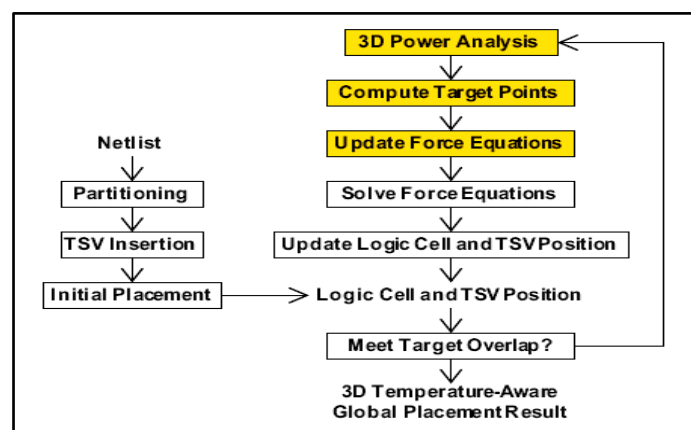 3D Power Analysis
Compute Target Points
Update Force Equations
Solve Force Equations
Update Logic Cell and TSV Position
Netlist
Partitioning
TSV Insertion
Initial Placement
Logic Cell and TSV Position
Meet Target Overlap?
3D Temperature-Aware
Global Placement Result